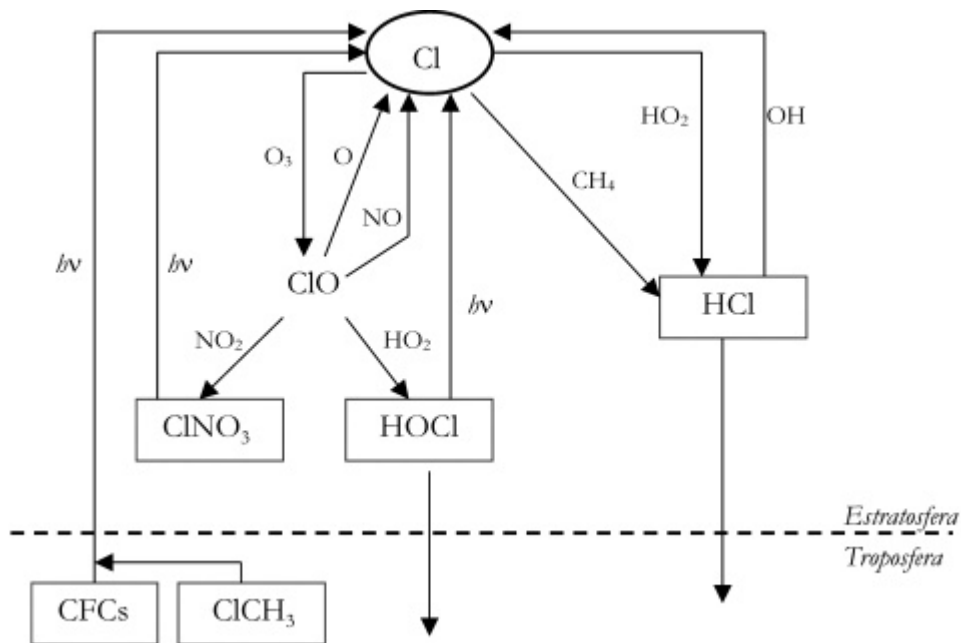 Cl
HO₂
OH
O₃
O
CH₄
NO
hν
hν
ClO
hν
HCl
NO₂
HO₂
ClNO₃
HOCl
Estratosfera
Troposfera
CFCs
ClCH₃